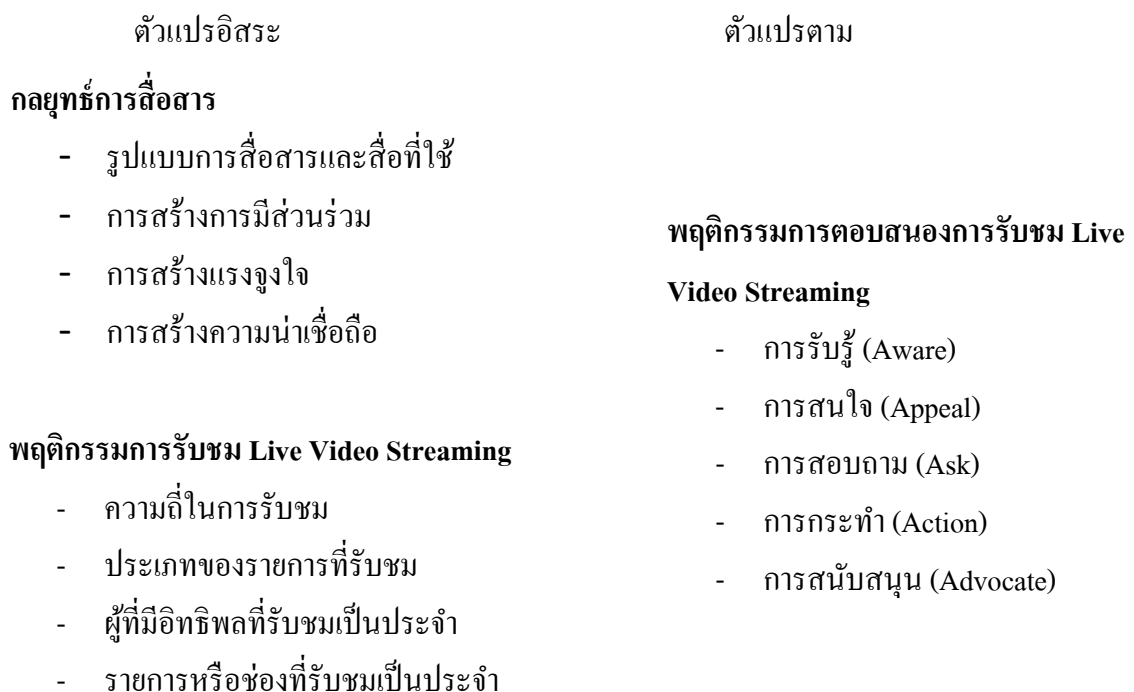 ตัวแปรอิสระ
ตัวแปรตาม
กลยุทธ์การสื่อสาร
- รูปแบบการสื่อสารและสื่อที่ใช้
- การสร้างการมีส่วนร่วม
- การสร้างแรงจูงใจ
- การสร้างความน่าเชื่อถือ
พฤติกรรมการรับชม Live Video Streaming
- ความถี่ในการรับชม
- ประเภทของรายการที่รับชม
- ผู้ที่มีอิทธิพลที่รับชมเป็นประจำ
- รายการหรือช่องที่รับชมเป็นประจำ
พฤติกรรมการตอบสนองการรับชม Live
Video Streaming
- การรับรู้ (Aware)
- การสนใจ (Appeal)
- การสอบถาม (Ask)
- การกระทำ (Action)
- การสนับสนุน (Advocate)